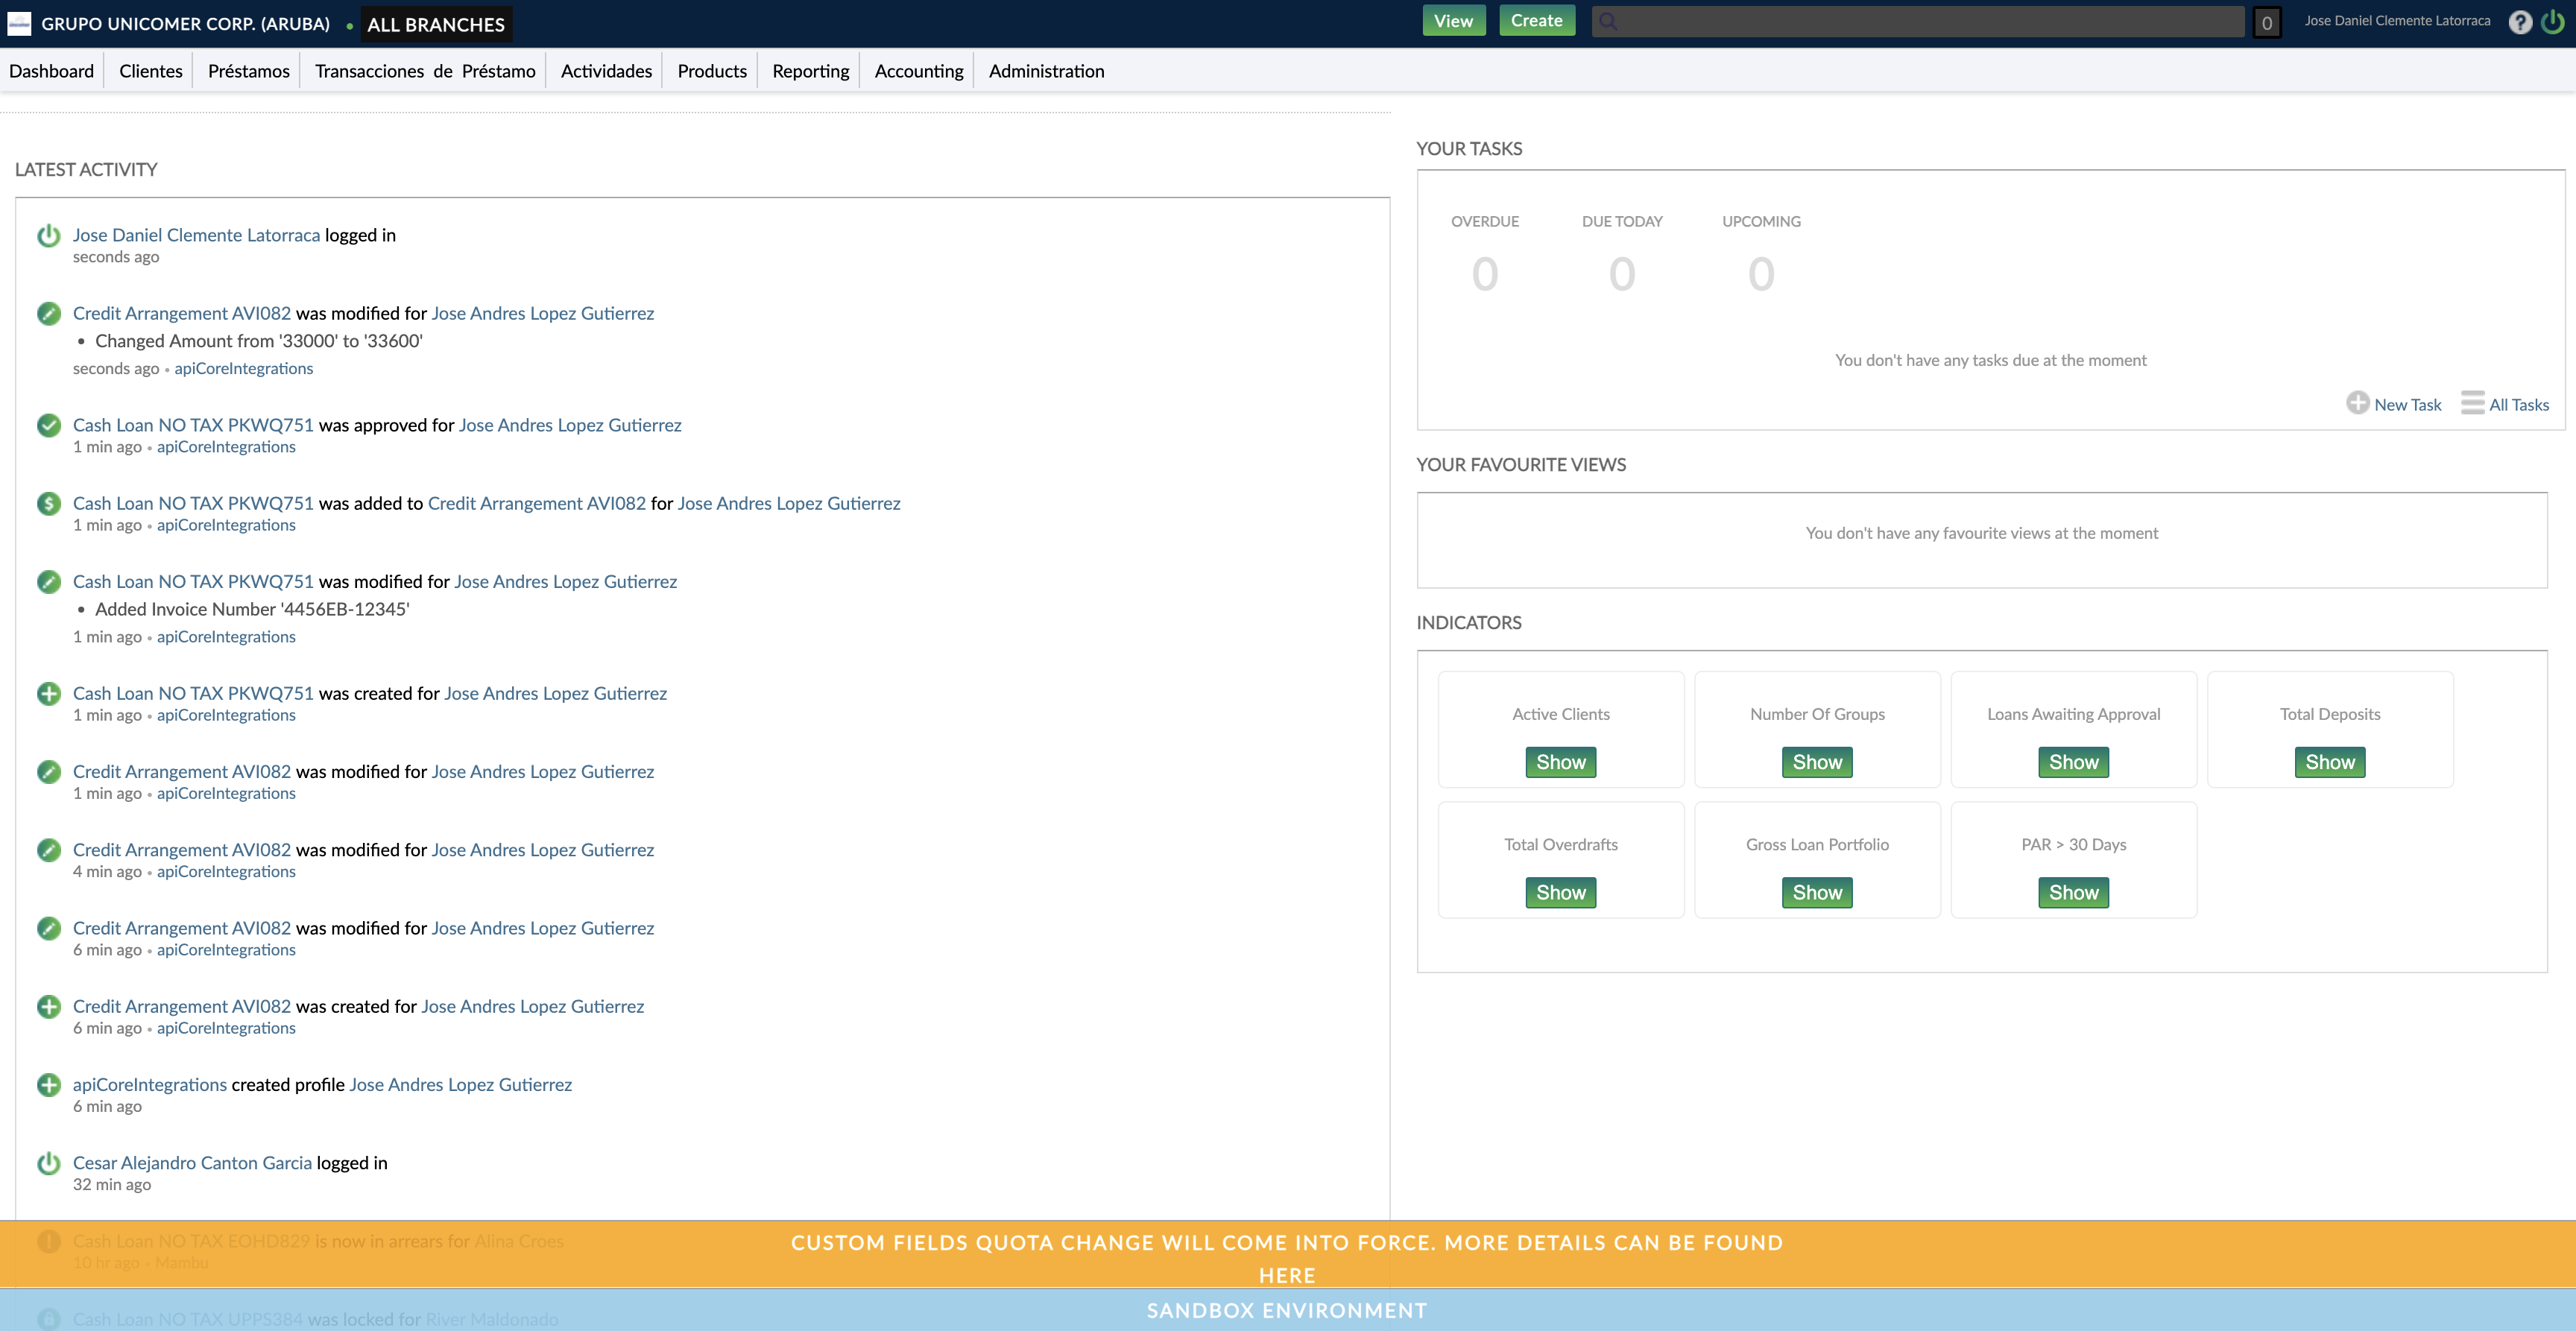 GRUPO UNICOMER CORP. (ARUBA) • ALL BRANCHES
View Create 0 Jose Daniel Clemente Latorraca ?
Dashboard Clientes Préstamos Transacciones de Préstamo Actividades Products Reporting Accounting Administration
LATEST ACTIVITY
Jose Daniel Clemente Latorraca logged in
seconds ago
Credit Arrangement AVI082 was modified for Jose Andres Lopez Gutierrez
• Changed Amount from '33000' to '33600'
seconds ago • apiCoreIntegrations
Cash Loan NO TAX PKWQ751 was approved for Jose Andres Lopez Gutierrez
1 min ago • apiCoreIntegrations
Cash Loan NO TAX PKWQ751 was added to Credit Arrangement AVI082 for Jose Andres Lopez Gutierrez
1 min ago • apiCoreIntegrations
Cash Loan NO TAX PKWQ751 was modified for Jose Andres Lopez Gutierrez
• Added Invoice Number '4456EB-12345'
1 min ago • apiCoreIntegrations
Cash Loan NO TAX PKWQ751 was created for Jose Andres Lopez Gutierrez
1 min ago • apiCoreIntegrations
Credit Arrangement AVI082 was modified for Jose Andres Lopez Gutierrez
1 min ago • apiCoreIntegrations
Credit Arrangement AVI082 was modified for Jose Andres Lopez Gutierrez
4 min ago • apiCoreIntegrations
Credit Arrangement AVI082 was modified for Jose Andres Lopez Gutierrez
6 min ago • apiCoreIntegrations
Credit Arrangement AVI082 was created for Jose Andres Lopez Gutierrez
6 min ago • apiCoreIntegrations
apiCoreIntegrations created profile Jose Andres Lopez Gutierrez
6 min ago
Cesar Alejandro Canton Garcia logged in
32 min ago
Cash Loan NO TAX EOHD829 is now in arrears for Alina Croes
10 hr ago • Mambu
Cash Loan NO TAX UPPS384 was locked for River Maldonado
YOUR TASKS
OVERDUE DUE TODAY UPCOMING
0 0 0
You don't have any tasks due at the moment
New Task All Tasks
YOUR FAVOURITE VIEWS
You don't have any favourite views at the moment
INDICATORS
Active Clients Number Of Groups Loans Awaiting Approval Total Deposits
Show Show Show Show
Total Overdrafts Gross Loan Portfolio PAR > 30 Days
Show Show Show
CUSTOM FIELDS QUOTA CHANGE WILL COME INTO FORCE. MORE DETAILS CAN BE FOUND
HERE
SANDBOX ENVIRONMENT